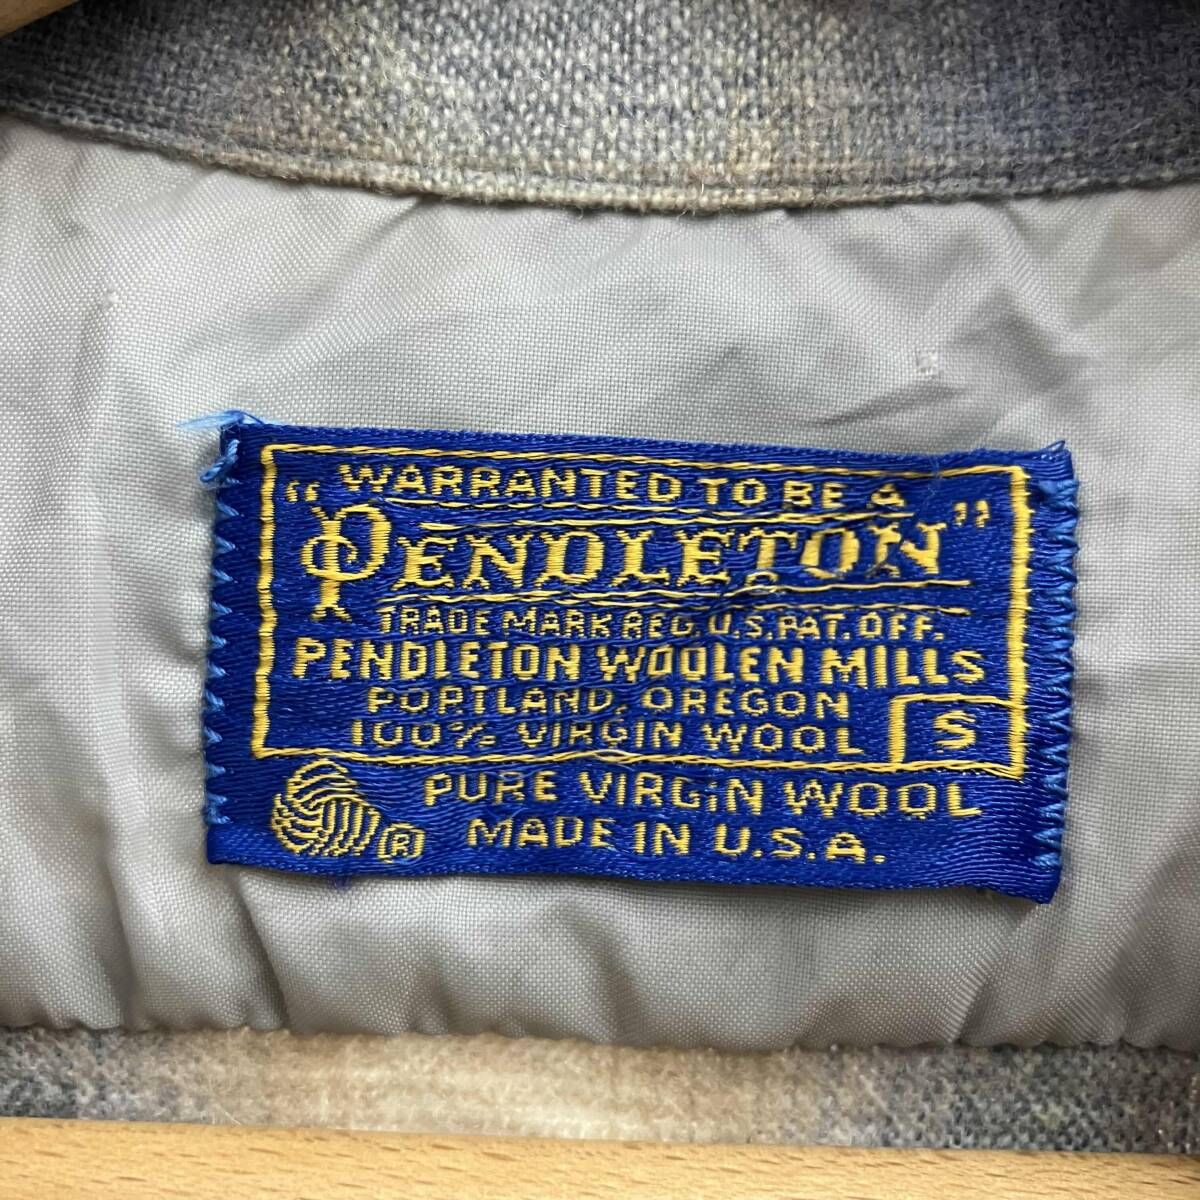 WARRANTED TO BE A
"PENDLETON"
TRADE MARK REG. U.S. PAT. OFF.
PENDLETON WOOLEN MILLS
PORTLAND, OREGON
100% VIRGIN WOOL
S
PURE VIRGiN WOOL
® MADE IN U.S.A.